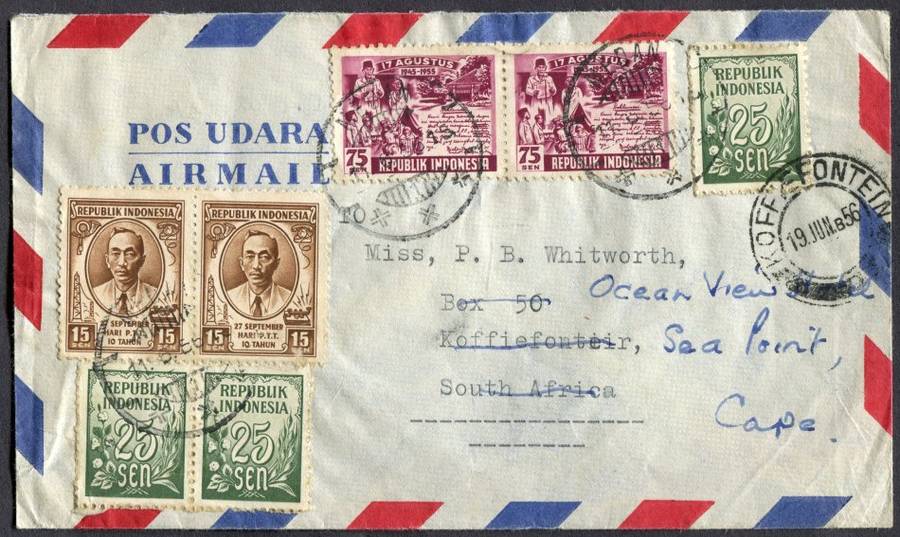 17 AGUSTUS
1945-1955
75
SEN
REPUBLIK INDONESIA
17 AGUSTUS
1945-1955
75
SEN
REPUBLIK INDONESIA
REPUBLIK
INDONESIA
25
SEN
POS UDARA
AIRMAIL
KOFFIEFONTEIN
19 JUN 56
REPUBLIK INDONESIA
15
SEPTEMBER
HARI P.T.T.
10 TAHUN
15
REPUBLIK INDONESIA
15
SEN
27 SEPTEMBER
HARI P.T.T.
10 TAHUN
15
SEN
TO
Miss, P. B. Whitworth,
Box 50
Ocean View
Koffiefonteir,
Sea Point,
South Africa
Cape.
REPUBLIK
INDONESIA
25
SEN
REPUBLIK
INDONESIA
25
SEN